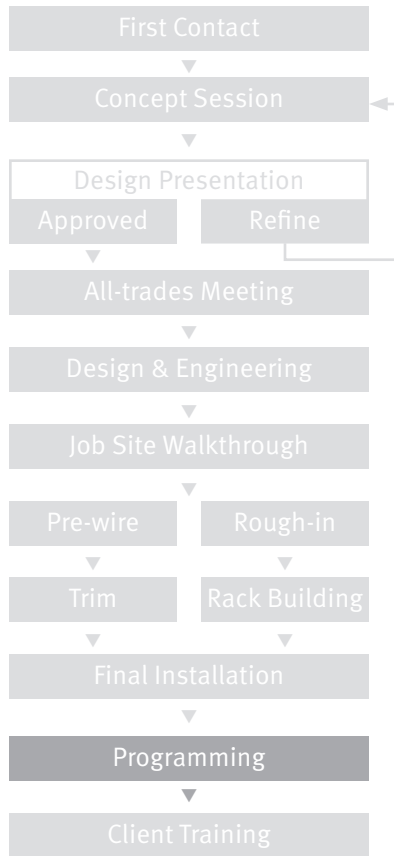 First Contact
Concept Session
Design Presentation
Approved
Refine
All-trades Meeting
Design & Engineering
Job Site Walkthrough
Pre-wire
Rough-in
Trim
Rack Building
Final Installation
Programming
Client Training